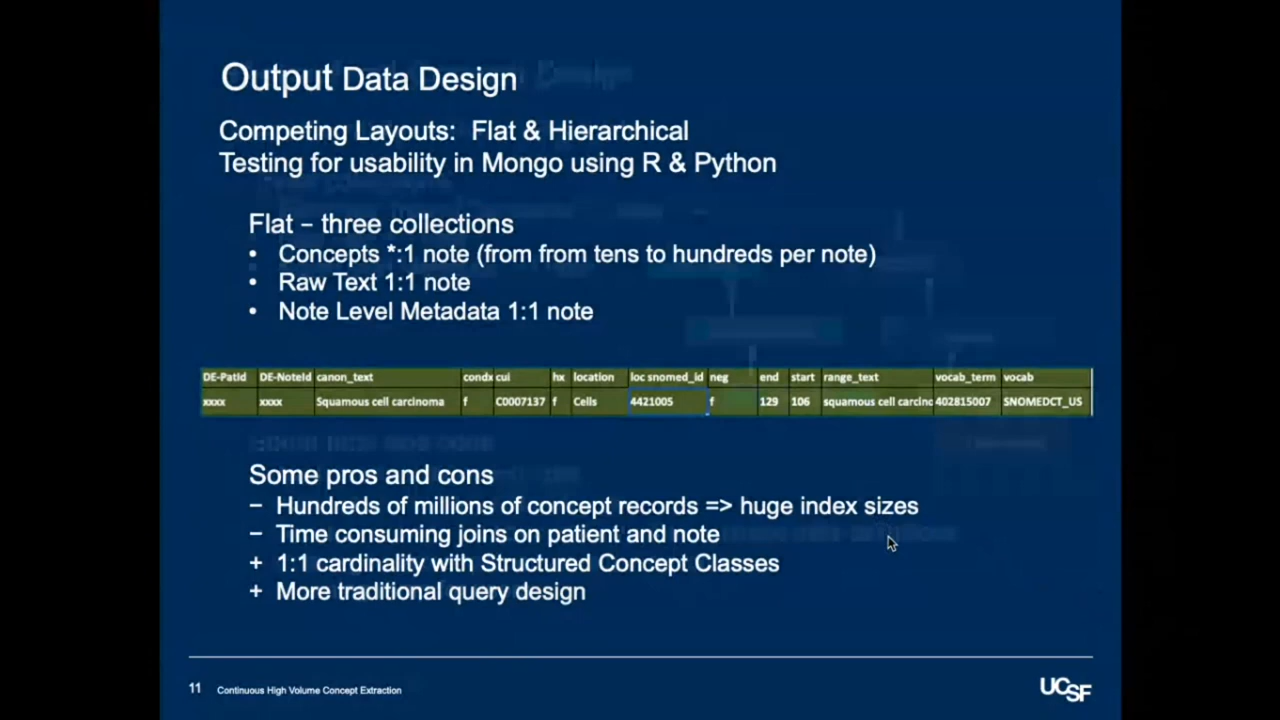 Output Data Design
Competing Layouts: Flat & Hierarchical
Testing for usability in Mongo using R & Python
Flat – three collections
• Concepts *:1 note (from from tens to hundreds per note)
• Raw Text 1:1 note
• Note Level Metadata 1:1 note
DE-PatId DE-NoteId canon_text condx cui hx location loc snomed_id neg end start range_text vocab_term vocab
xxxx xxxx Squamous cell carcinoma f C0007137 f Cells 4421005 f 129 106 squamous cell carcinc 402815007 SNOMEDCT_US
Some pros and cons
− Hundreds of millions of concept records => huge index sizes
− Time consuming joins on patient and note
+ 1:1 cardinality with Structured Concept Classes
+ More traditional query design
11 Continuous High Volume Concept Extraction
UCSF